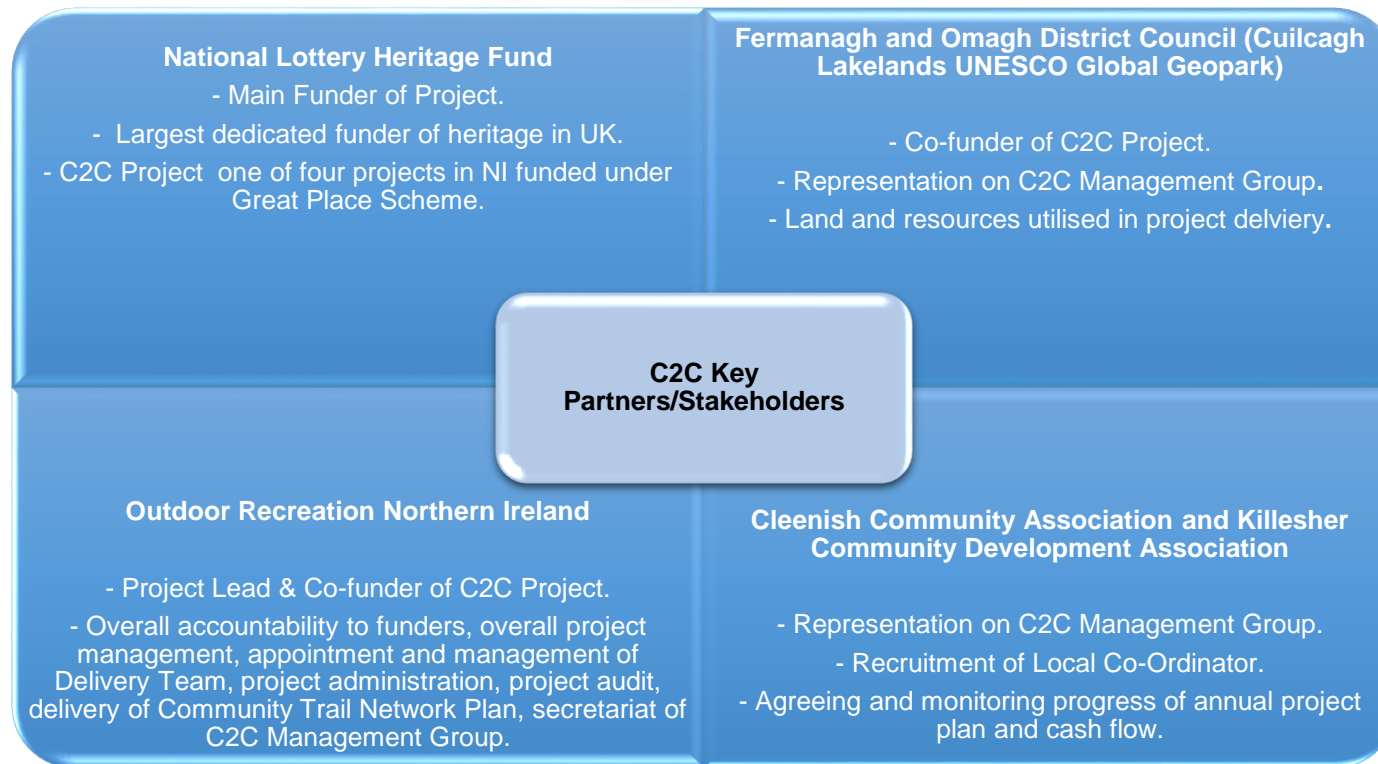 National Lottery Heritage Fund
- Main Funder of Project.
- Largest dedicated funder of heritage in UK.
- C2C Project one of four projects in NI funded under
Great Place Scheme.
Fermanagh and Omagh District Council (Cuilcagh
Lakelands UNESCO Global Geopark)
- Co-funder of C2C Project.
- Representation on C2C Management Group.
- Land and resources utilised in project delviery.
C2C Key
Partners/Stakeholders
Outdoor Recreation Northern Ireland
- Project Lead & Co-funder of C2C Project.
- Overall accountability to funders, overall project
management, appointment and management of
Delivery Team, project administration, project audit,
delivery of Community Trail Network Plan, secretariat of
C2C Management Group.
Cleenish Community Association and Killesher
Community Development Association
- Representation on C2C Management Group.
- Recruitment of Local Co-Ordinator.
- Agreeing and monitoring progress of annual project
plan and cash flow.